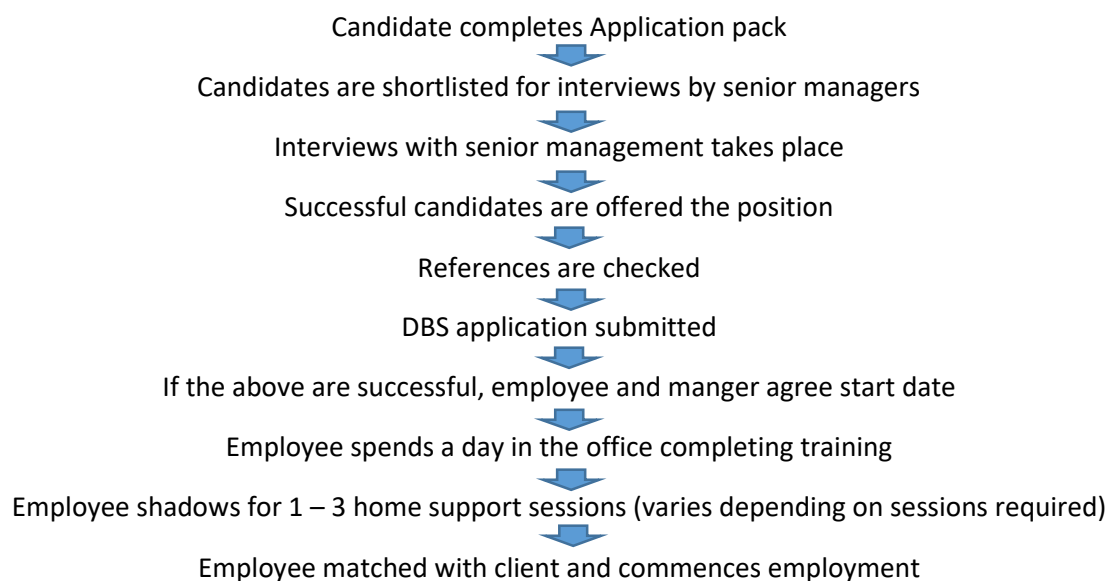 Candidate completes Application pack
Candidates are shortlisted for interviews by senior managers
Interviews with senior management takes place
Successful candidates are offered the position
References are checked
DBS application submitted
If the above are successful, employee and manger agree start date
Employee spends a day in the office completing training
Employee shadows for 1 – 3 home support sessions (varies depending on sessions required)
Employee matched with client and commences employment